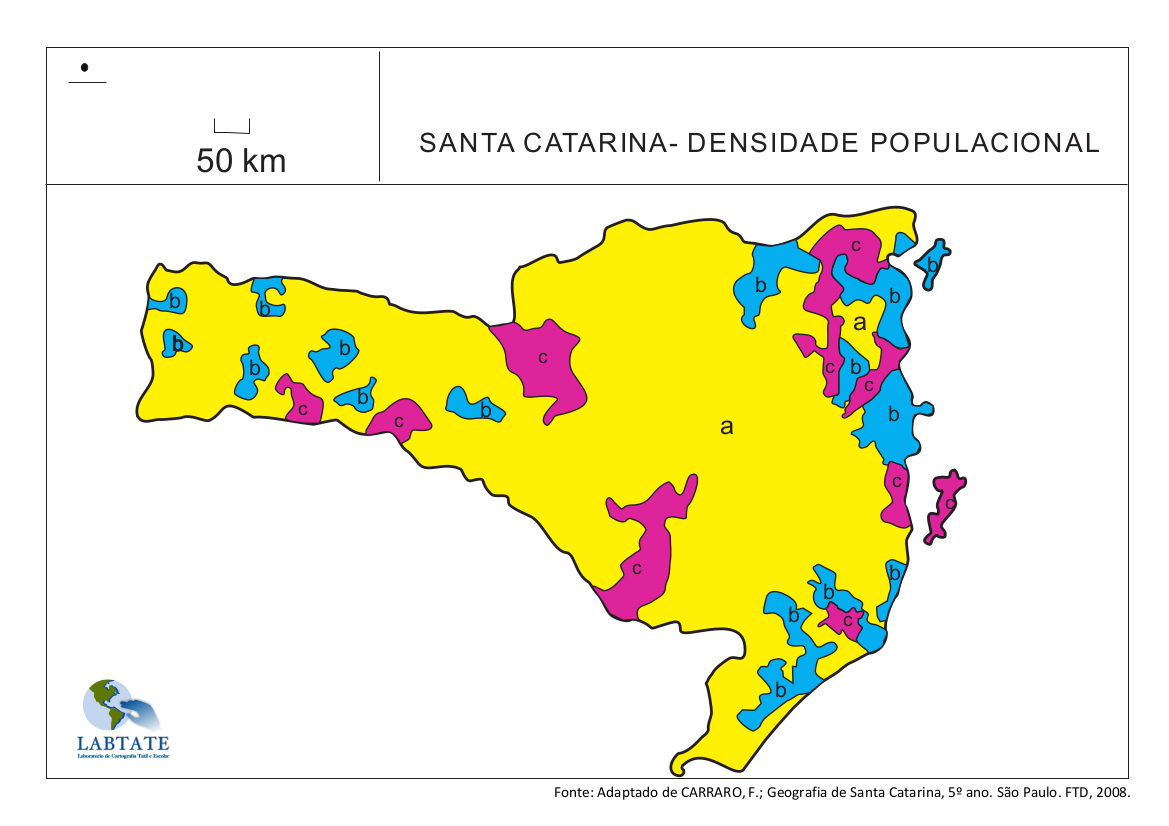 50 km
SANTA CATARINA- DENSIDADE POPULACIONAL
c
b
b
b
b
b
a
b
b
c
c
b
b
b
c
b
c
b
c
b
a
c
c
c
b
c
b
b
c
b
LABTATE
Laboratório de Cartografia Tátil e Escolar
Fonte: Adaptado de CARRARO, F.; Geografia de Santa Catarina, 5º ano. São Paulo. FTD, 2008.